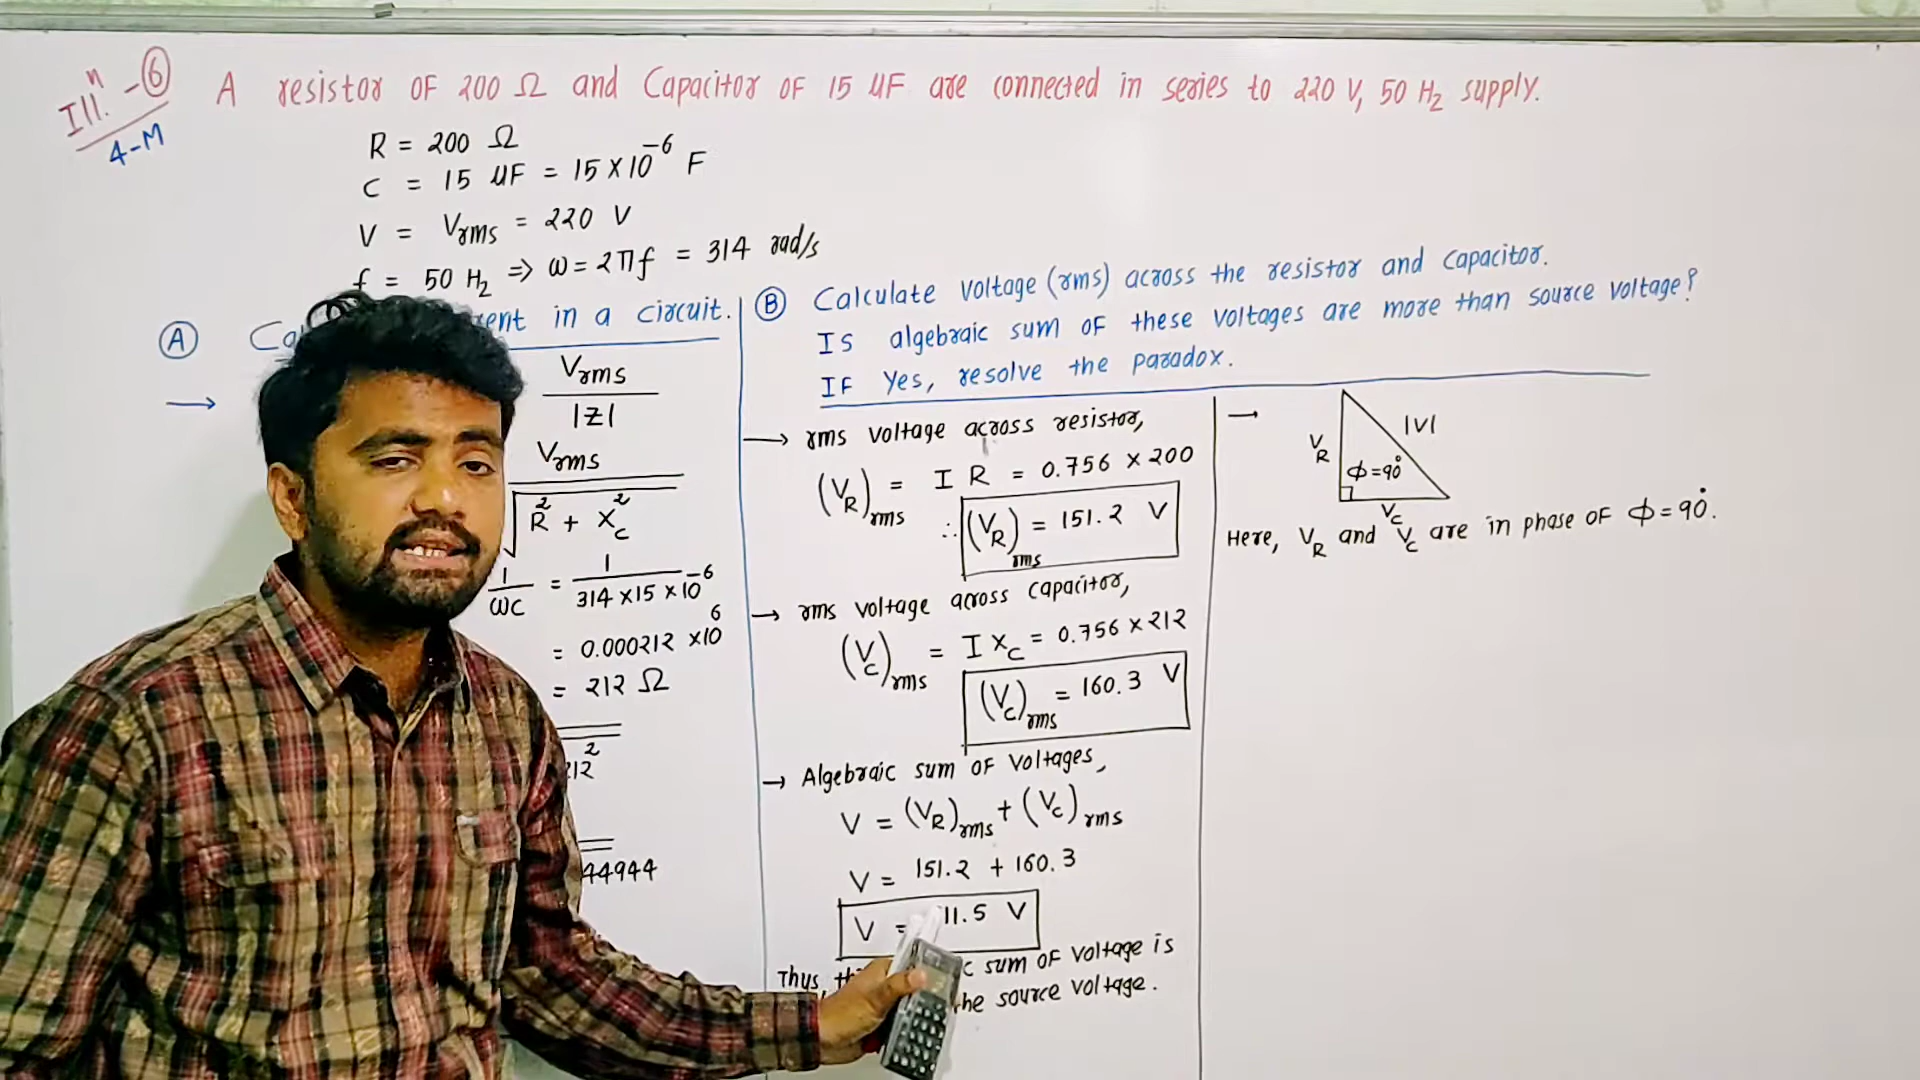 Illⁿ. - ⑥
4-M
A resistor OF 200 Ω and Capacitor OF 15 μF are connected in series to 220 V, 50 Hz supply.
R = 200 Ω
C = 15 μF = 15 × 10⁻⁶ F
V = Vrms = 220 V
f = 50 Hz => ω = 2πf = 314 rad/s
Ⓐ in a circuit.
→ Vrms / |Z|
Vrms / √(R² + Xc²)
1/ωC = 1 / (314 × 15 × 10⁻⁶)
= 0.000212 × 10⁶
= 212 Ω
44944
Ⓑ Calculate Voltage (rms) across the resistor and capacitor.
Is algebraic sum OF these voltages are more than source voltage?
IF Yes, resolve the paradox.
→ rms voltage across resistor,
(VR)rms = I R = 0.756 × 200
∴ (VR)rms = 151.2 V
→ rms voltage across capacitor,
(Vc)rms = I Xc = 0.756 × 212
(Vc)rms = 160.3 V
→ Algebraic sum OF voltages,
V = (VR)rms + (Vc)rms
V = 151.2 + 160.3
V = 11.5 V
Thus, sum OF voltage is
the source voltage.
→ VR |V|
ϕ = 90°
Vc
Here, VR and Vc are in phase OF ϕ = 90°.